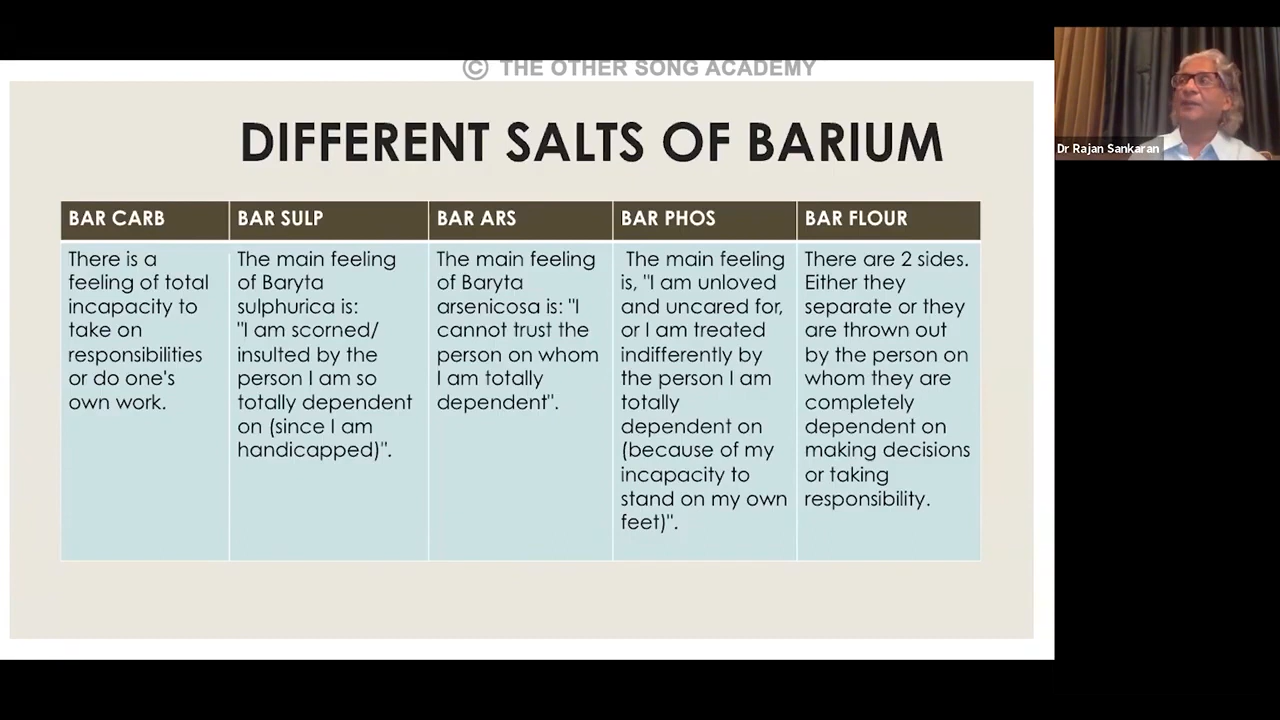 © THE OTHER SONG ACADEMY
DIFFERENT SALTS OF BARIUM
BAR CARB
There is a
feeling of total
incapacity to
take on
responsibilities
or do one's
own work.
BAR SULP
The main feeling
of Baryta
sulphurica is:
"I am scorned/
insulted by the
person I am so
totally dependent
on (since I am
handicapped)".
BAR ARS
The main feeling
of Baryta
arsenicosa is: "I
cannot trust the
person on whom
I am totally
dependent".
BAR PHOS
The main feeling
is, "I am unloved
and uncared for,
or I am treated
indifferently by
the person I am
totally
dependent on
(because of my
incapacity to
stand on my own
feet)".
BAR FLOUR
There are 2 sides.
Either they
separate or they
are thrown out
by the person on
whom they are
completely
dependent on
making decisions
or taking
responsibility.
Dr Rajan Sankaran